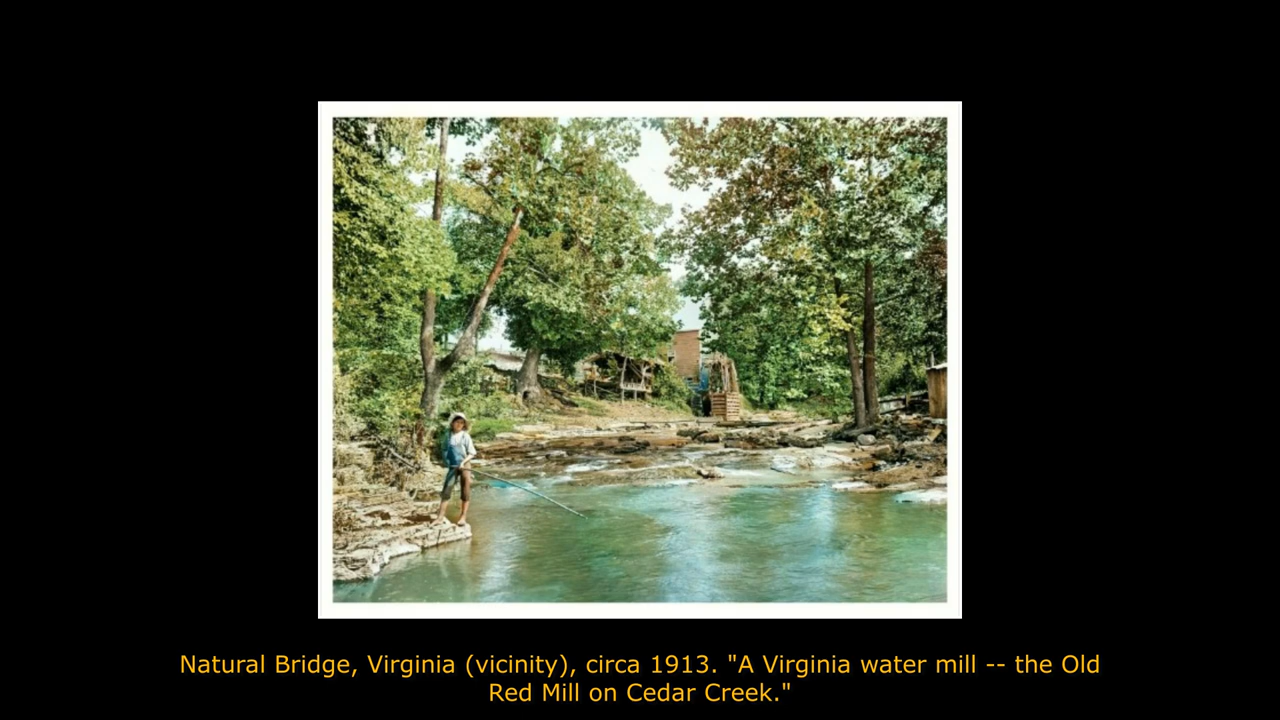 Natural Bridge, Virginia (vicinity), circa 1913. "A Virginia water mill -- the Old
Red Mill on Cedar Creek."